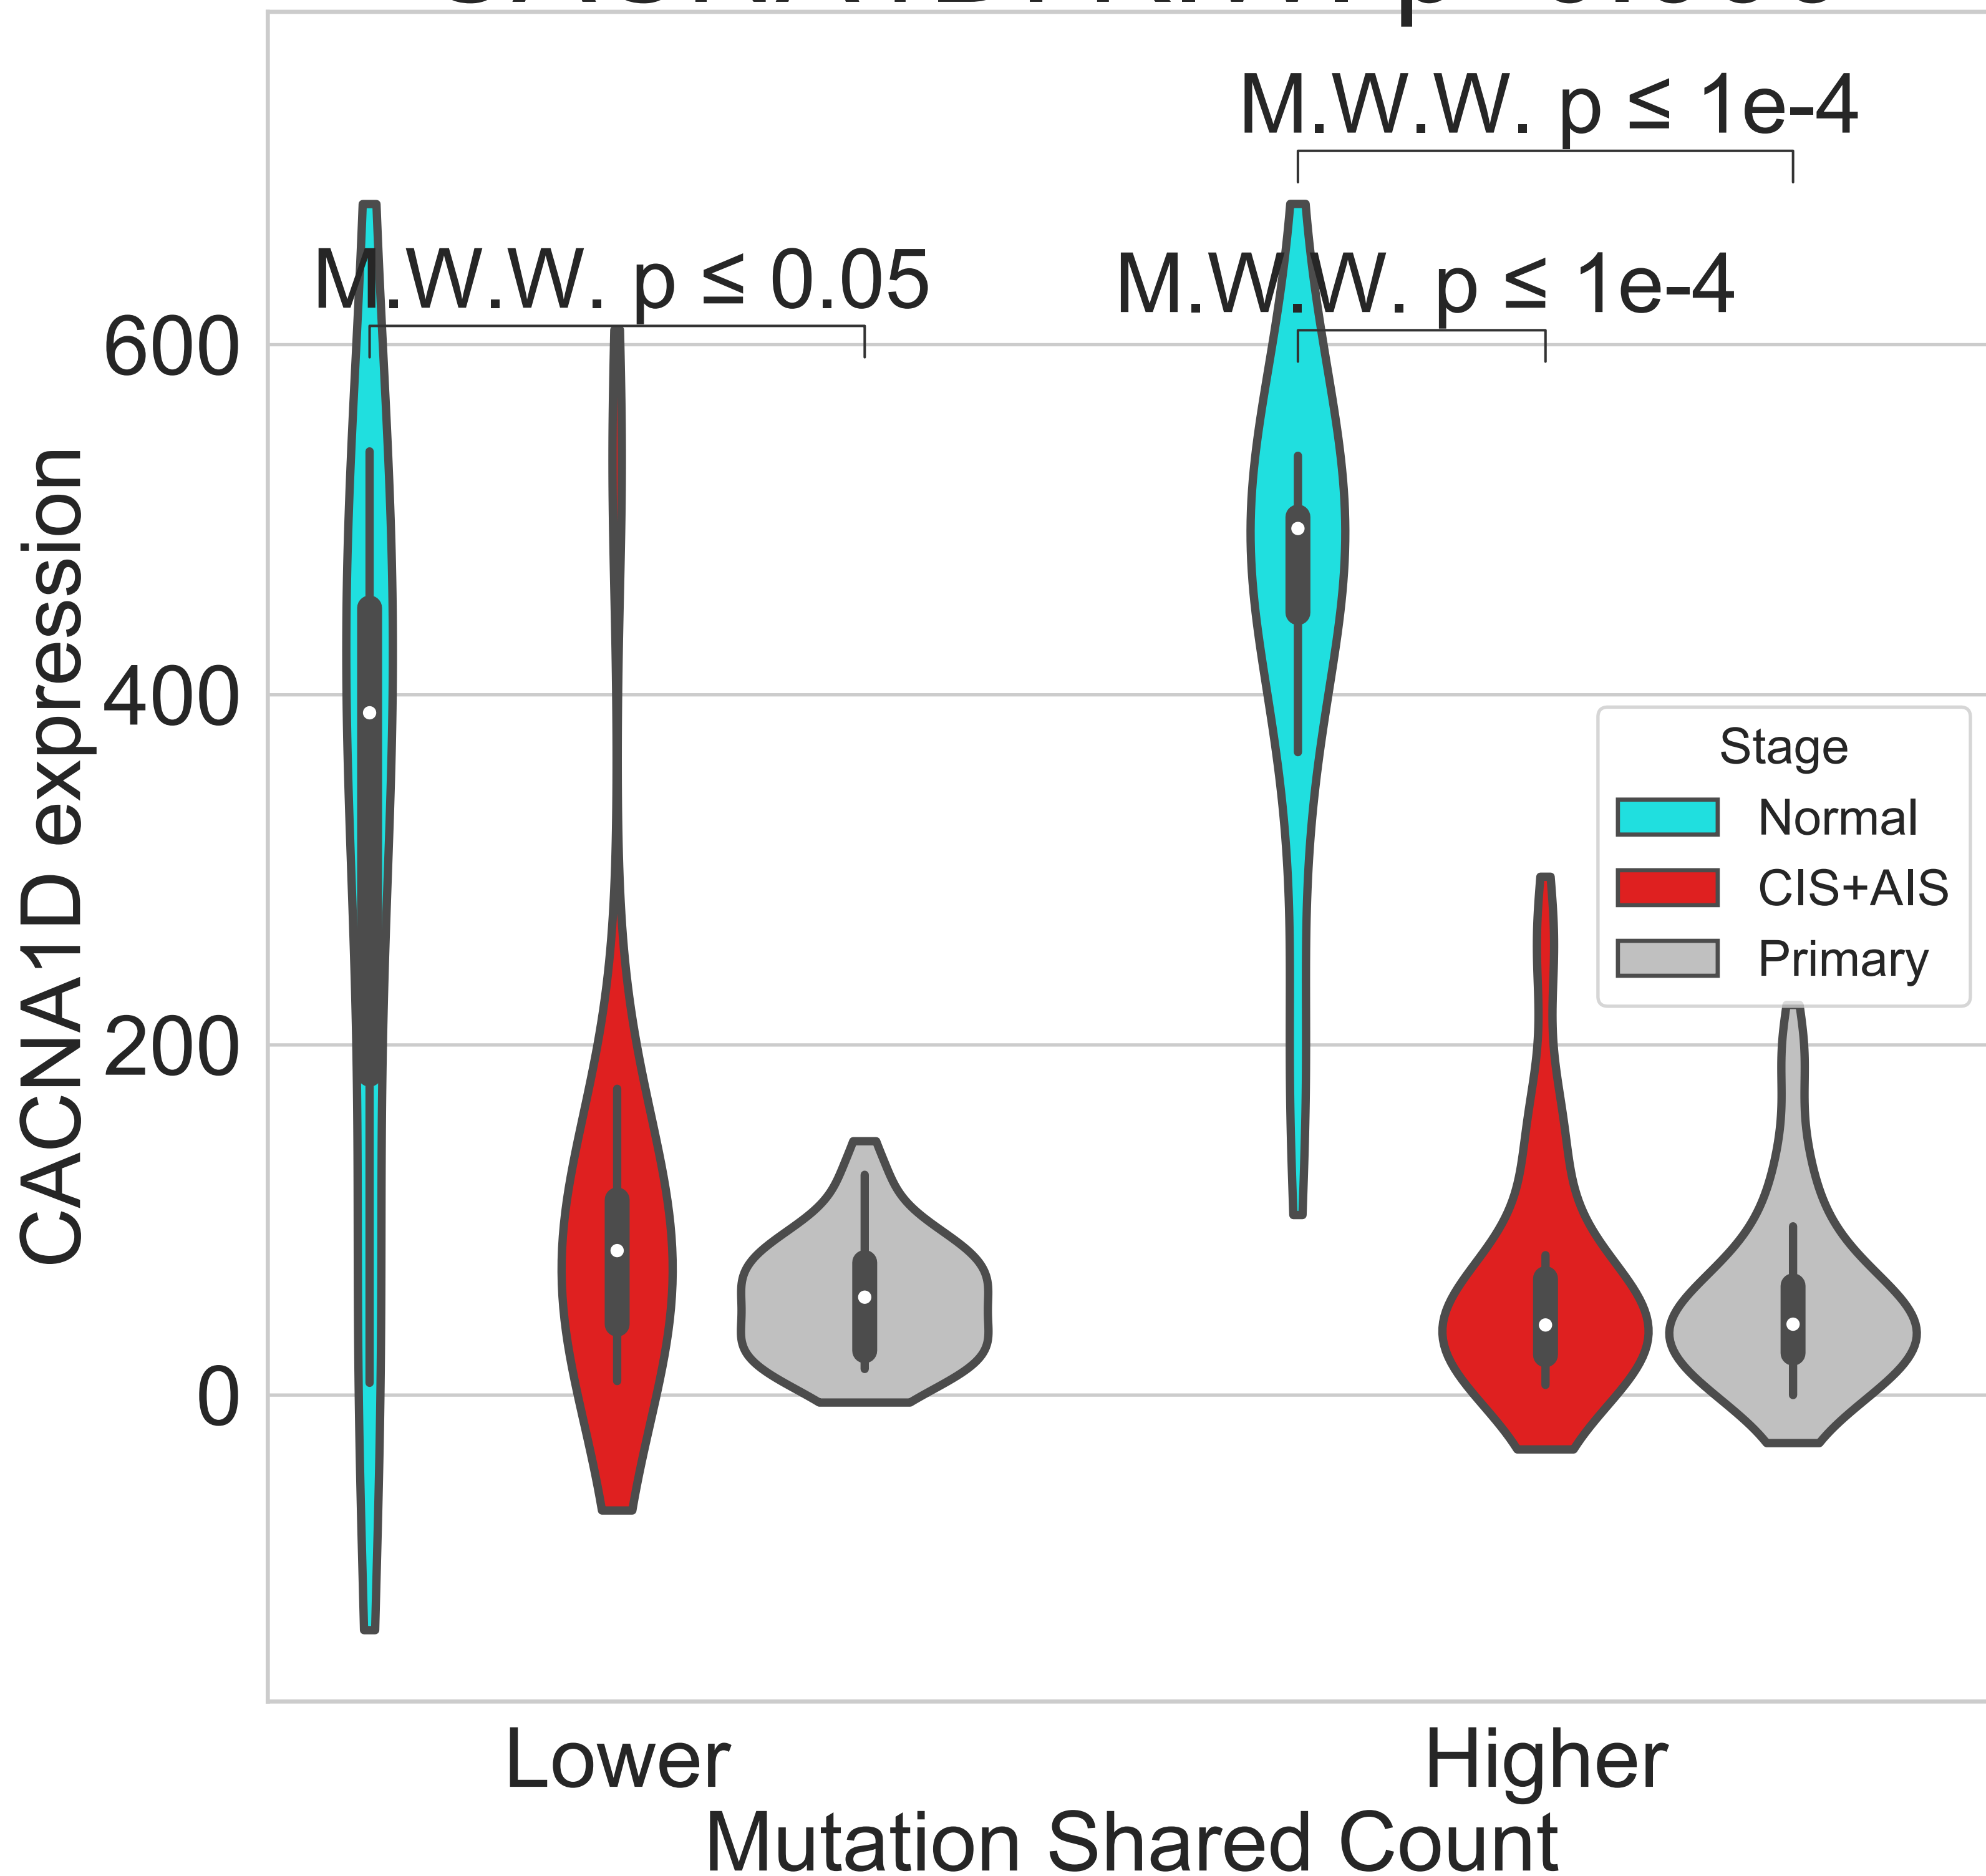 M.W.W. p ≤ 1e-4
M.W.W. p ≤ 0.05
M.W.W. p ≤ 1e-4
600
400
200
0
CACNA1D expression
Stage
Normal
CIS+AIS
Primary
Lower
Higher
Mutation Shared Count